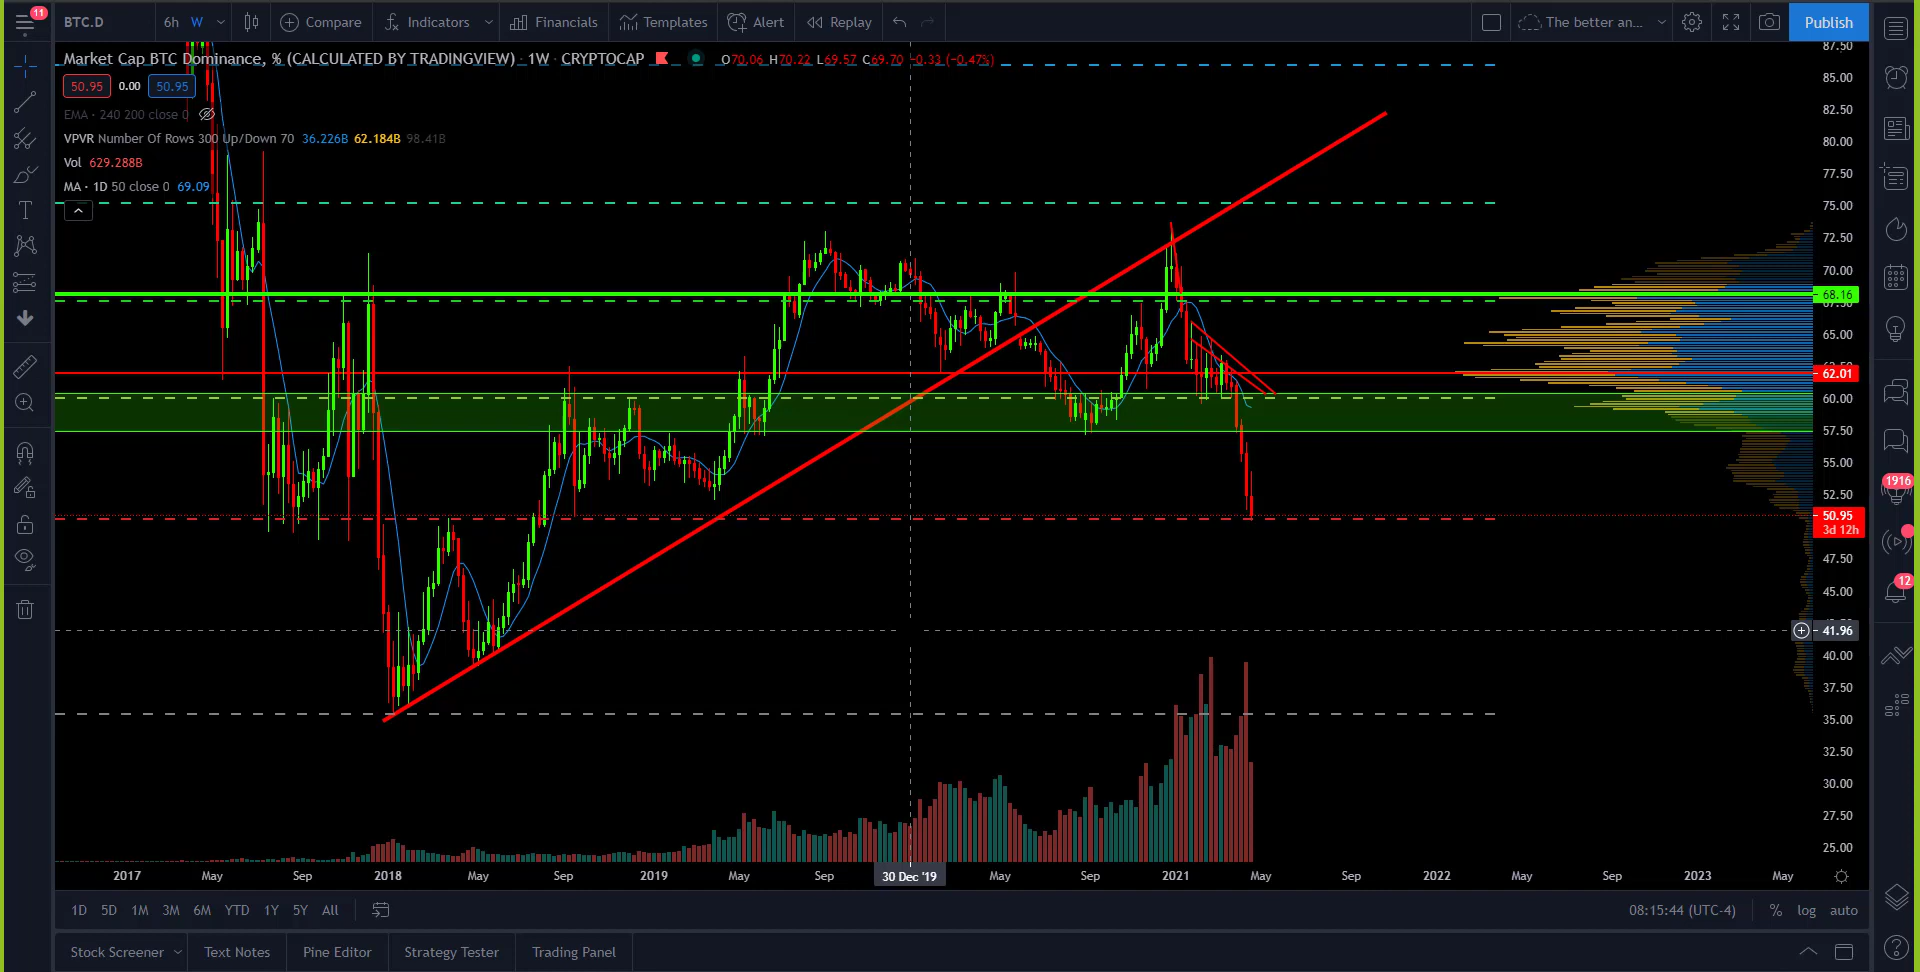 11
BTC.D 6h W Compare Indicators Financials Templates Alert Replay The better an... Publish
Market Cap BTC Dominance, % (CALCULATED BY TRADINGVIEW) · 1W · CRYPTOCAP O70.06 H70.22 L69.57 C69.70 -0.33 (-0.47%)
50.95 0.00 50.95
EMA · 240 200 close 0
VPVR Number Of Rows 300 Up/Down 70 36.226B 62.184B 98.41B
Vol 629.288B
MA · 1D 50 close 0 69.09
87.50
85.00
82.50
80.00
77.50
75.00
72.50
70.00
68.16
65.00
62.01
60.00
57.50
55.00
52.50
50.95
3d 12h
47.50
45.00
41.96
40.00
37.50
35.00
32.50
30.00
27.50
25.00
1916
12
2017 May Sep 2018 May Sep 2019 May Sep 30 Dec '19 May Sep 2021 May Sep 2022 May Sep 2023 May
1D 5D 1M 3M 6M YTD 1Y 5Y All 08:15:44 (UTC-4) % log auto
Stock Screener Text Notes Pine Editor Strategy Tester Trading Panel